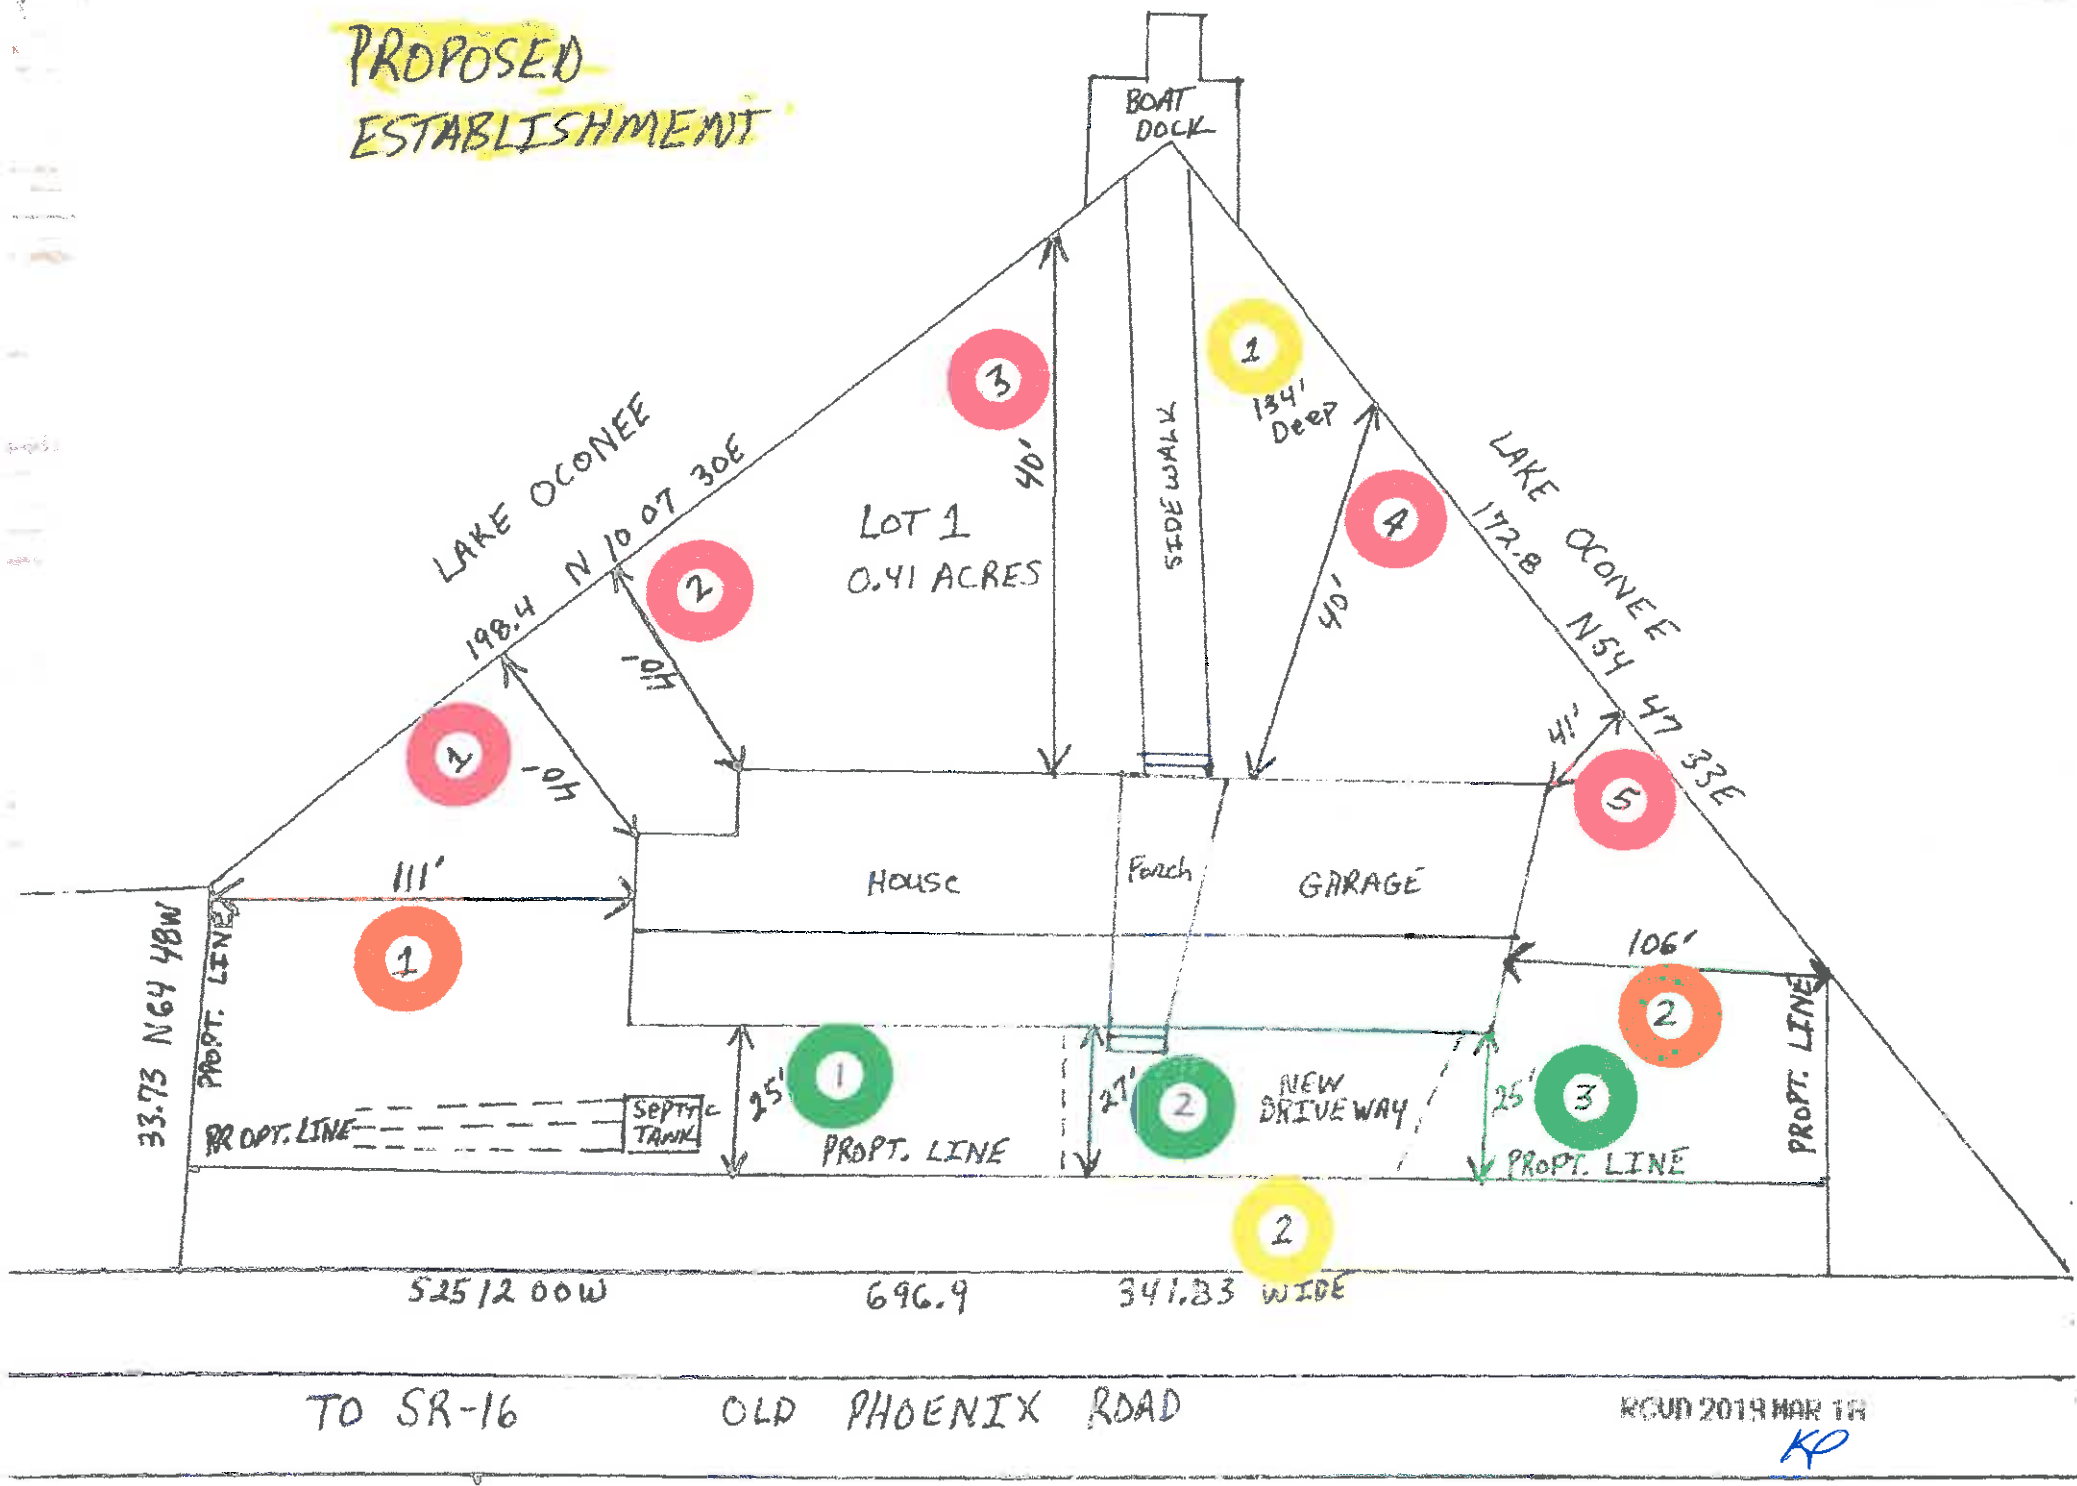 PROPOSED
ESTABLISHMENT
BOAT
DOCK
3
1
134'
Deep
40'
SIDEWALK
LAKE OCONEE
198.4 N 10 07 30E
LOT 1
0.41 ACRES
2
40'
4
40'
LAKE OCONEE
172.8 N54 47 33E
1
40'
41'
5
111'
1
HOUSE
Porch
GARAGE
106'
2
33.73 N64 48W
PROPT. LINE
PROPT. LINE
SEPTIC
TANK
25'
1
PROPT. LINE
27'
2
NEW
DRIVEWAY
25'
3
PROPT. LINE
PROPT. LINE
2
525 12 00W
696.9
341.83 WIDE
TO SR-16
OLD PHOENIX ROAD
RCVD 2019 MAR
KP